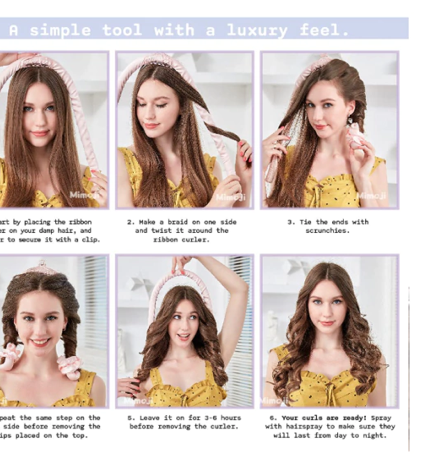 A simple tool with a luxury feel.
art by placing the ribbon
er on your damp hair, and
r to secure it with a clip.
2. Make a braid on one side
and twist it around the
ribbon curler.
3. Tie the ends with
scrunchies.
peat the same step on the
side before removing the
ips placed on the top.
5. Leave it on for 3-6 hours
before removing the curler.
6. Your curls are ready! Spray
with hairspray to make sure they
will last from day to night.